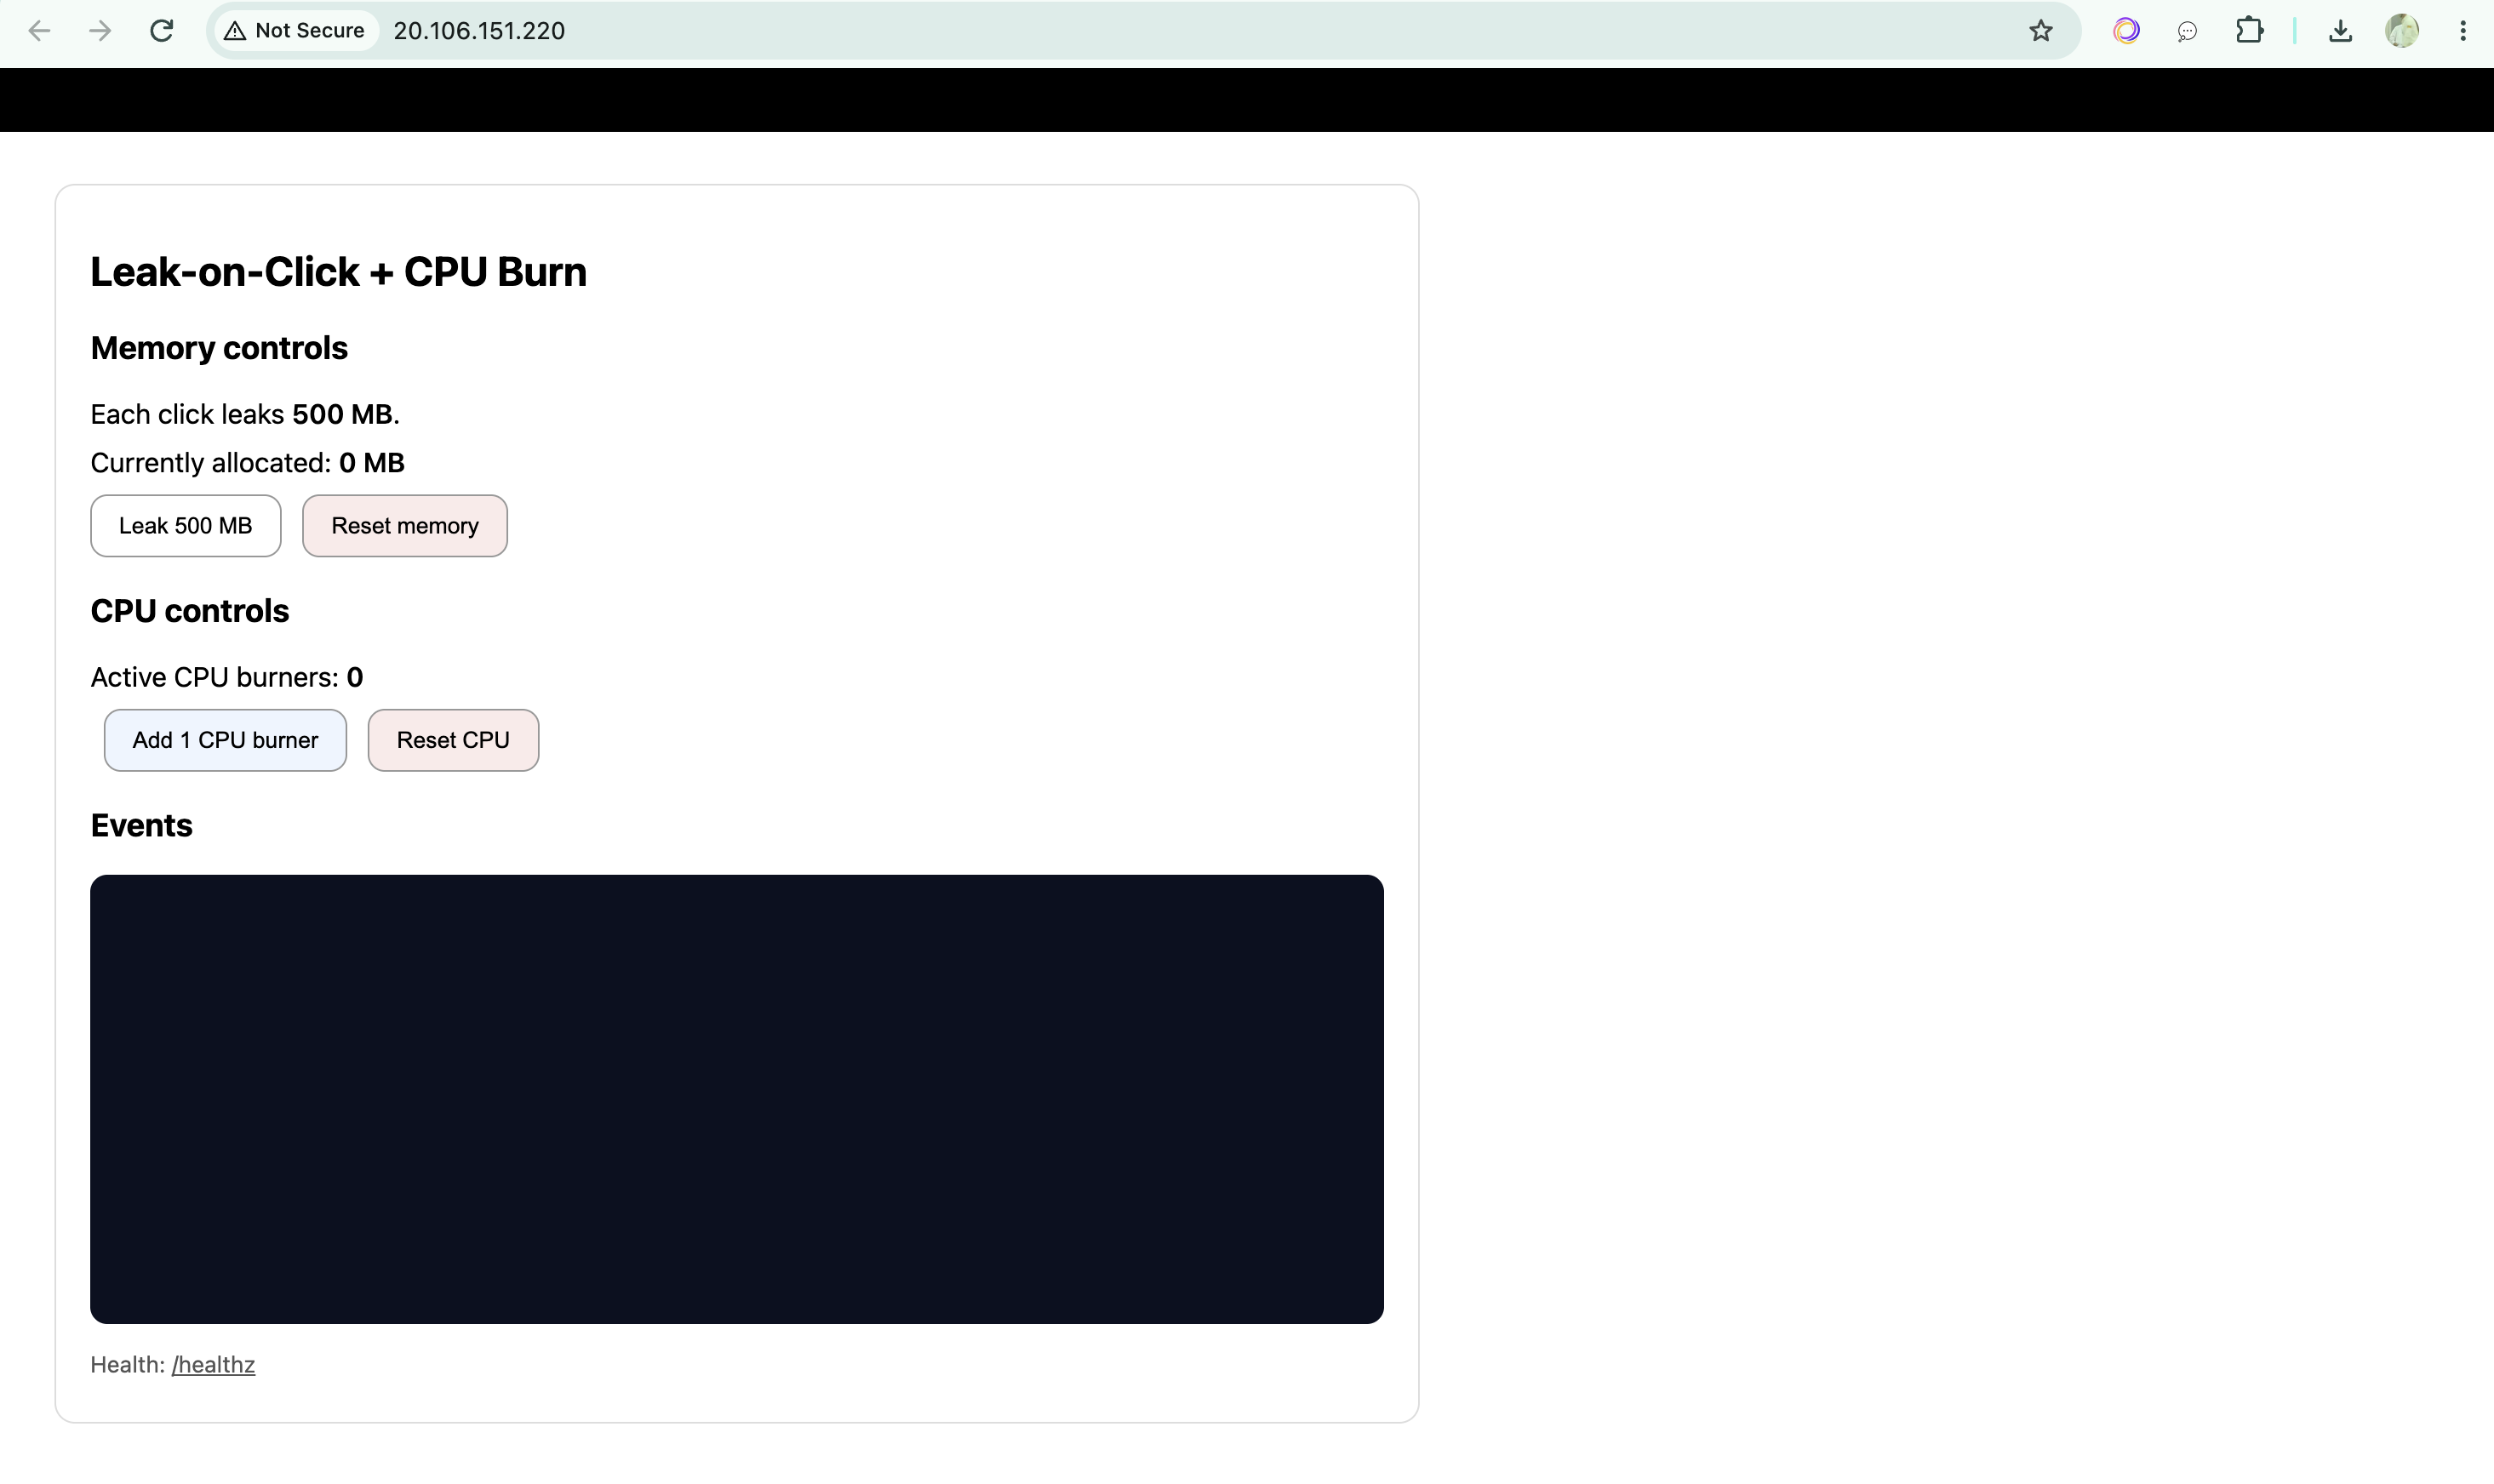 Not Secure 20.106.151.220
Leak-on-Click + CPU Burn
Memory controls
Each click leaks 500 MB.
Currently allocated: 0 MB
Leak 500 MB Reset memory
CPU controls
Active CPU burners: 0
Add 1 CPU burner Reset CPU
Events
Health: /healthz